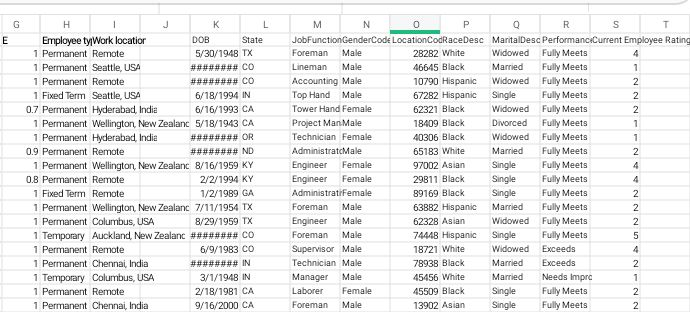 G H I J K L M N O P Q R S T
E Employee ty Work location DOB State JobFunction GenderCode LocationCod RaceDesc MaritalDesc Performanc Current Employee Rating
1 Permanent Remote 5/30/1948 TX Foreman Male 28282 White Widowed Fully Meets 4
1 Permanent Seattle, USA ######## CO Lineman Male 46645 Black Married Fully Meets 1
1 Permanent Remote ######## CO Accounting Male 10790 Hispanic Widowed Fully Meets 2
1 Fixed Term Seattle, USA 6/18/1994 IN Top Hand Male 67282 Hispanic Single Fully Meets 2
0.7 Permanent Hyderabad, India 6/16/1993 CA Tower Hand Female 62321 Black Widowed Fully Meets 2
1 Permanent Wellington, New Zealand 5/18/1943 CA Project Man Male 18409 Black Divorced Fully Meets 1
1 Permanent Hyderabad, India ######## OR Technician Female 40306 Black Widowed Fully Meets 1
0.9 Permanent Remote ######## ND Administrato Male 65183 White Married Fully Meets 2
1 Permanent Wellington, New Zealand 8/16/1959 KY Engineer Female 97002 Asian Single Fully Meets 4
0.8 Permanent Remote 2/2/1994 KY Engineer Male 29811 Black Single Fully Meets 4
1 Fixed Term Remote 1/2/1989 GA Administrati Female 89169 Black Single Fully Meets 2
1 Permanent Wellington, New Zealand 7/11/1954 TX Foreman Male 63882 Hispanic Married Fully Meets 2
1 Permanent Columbus, USA 8/29/1959 TX Engineer Male 62328 Asian Widowed Fully Meets 2
1 Temporary Auckland, New Zealand ######## CO Foreman Male 74448 Hispanic Single Fully Meets 5
1 Permanent Remote 6/9/1983 CO Supervisor Male 18721 White Widowed Exceeds 4
1 Permanent Chennai, India ######## IN Technician Male 78938 Black Married Exceeds 2
1 Temporary Columbus, USA 3/1/1948 IN Manager Male 45456 White Married Needs Impro 1
1 Permanent Remote 2/18/1981 CA Laborer Female 45509 Black Single Fully Meets 2
1 Permanent Chennai, India 9/16/2000 CA Foreman Male 13902 Asian Single Fully Meets 2